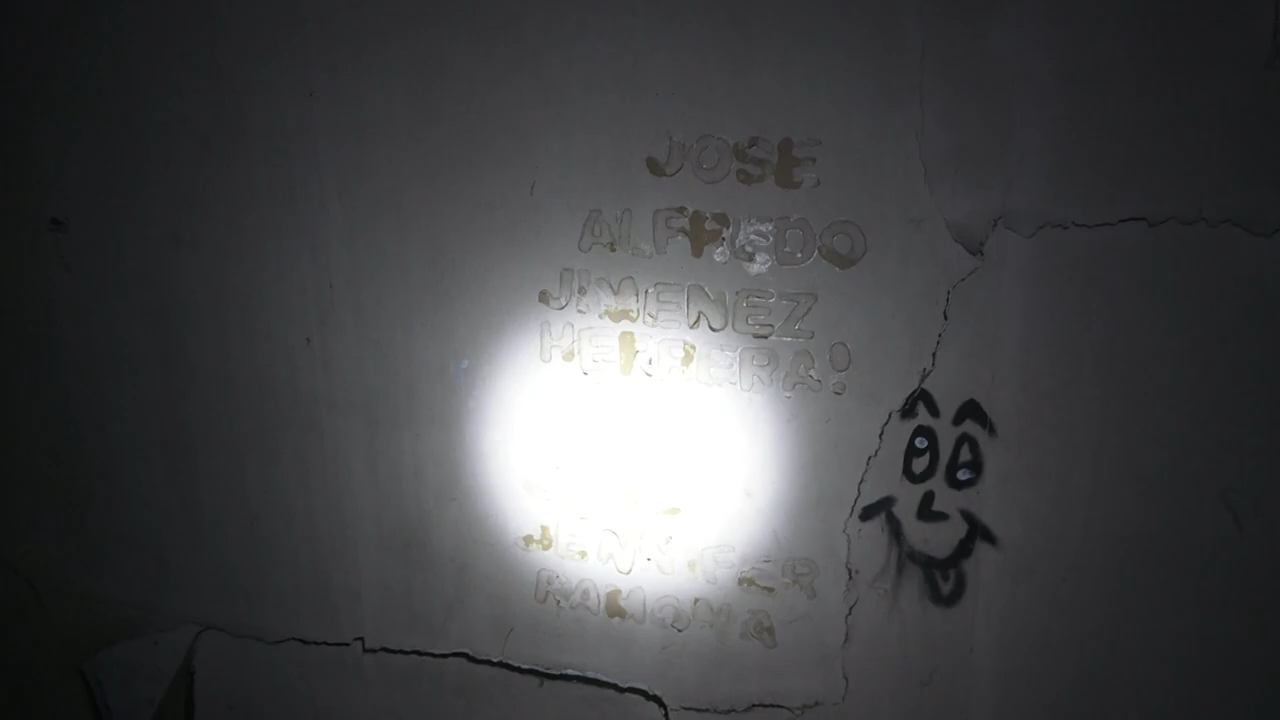 JOSE
ALFREDO
JIMENEZ
HERRERA!
JENNIFER
RAMONA